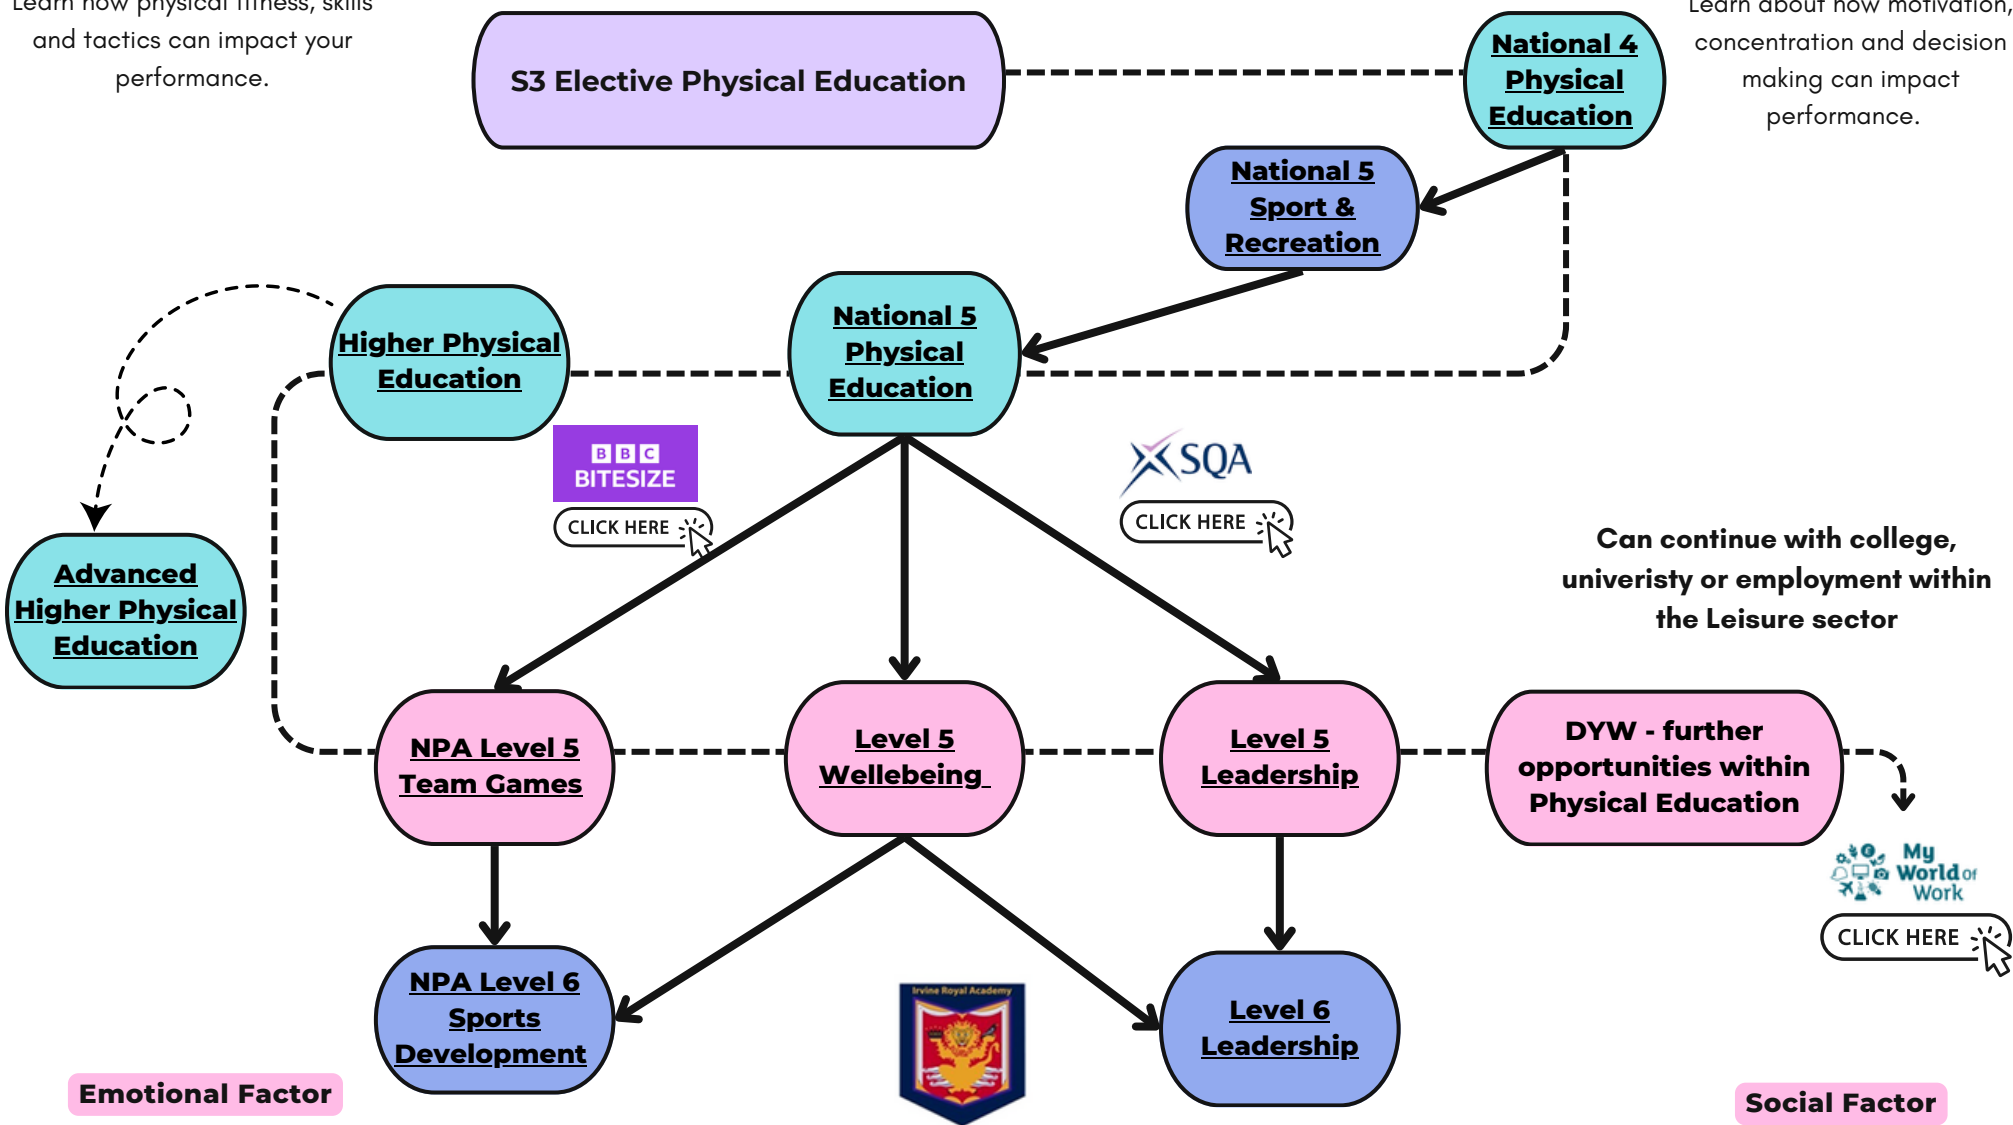 Learn how physical fitness, skills
and tactics can impact your
performance.
S3 Elective Physical Education
National 4
Physical
Education
Learn about how motivation,
concentration and decision
making can impact
performance.
National 5
Sport &
Recreation
Higher Physical
Education
National 5
Physical
Education
BBC
BITESIZE
CLICK HERE
SQA
CLICK HERE
Advanced
Higher Physical
Education
Can continue with college,
univeristy or employment within
the Leisure sector
NPA Level 5
Team Games
Level 5
Wellebeing
Level 5
Leadership
DYW - further
opportunities within
Physical Education
My
World of
Work
CLICK HERE
NPA Level 6
Sports
Development
Irvine Royal Academy
Level 6
Leadership
Emotional Factor
Social Factor